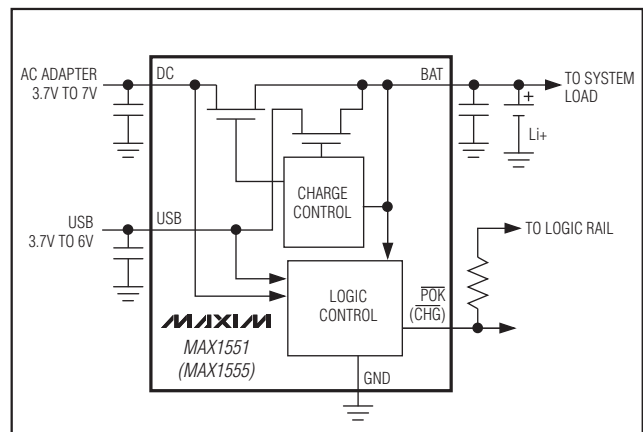 AC ADAPTER
3.7V TO 7V
DC
BAT
TO SYSTEM
LOAD
+
Li+
CHARGE
CONTROL
USB
3.7V TO 6V
USB
TO LOGIC RAIL
LOGIC
CONTROL
POK
(CHG)
MAXIM
MAX1551
(MAX1555)
GND